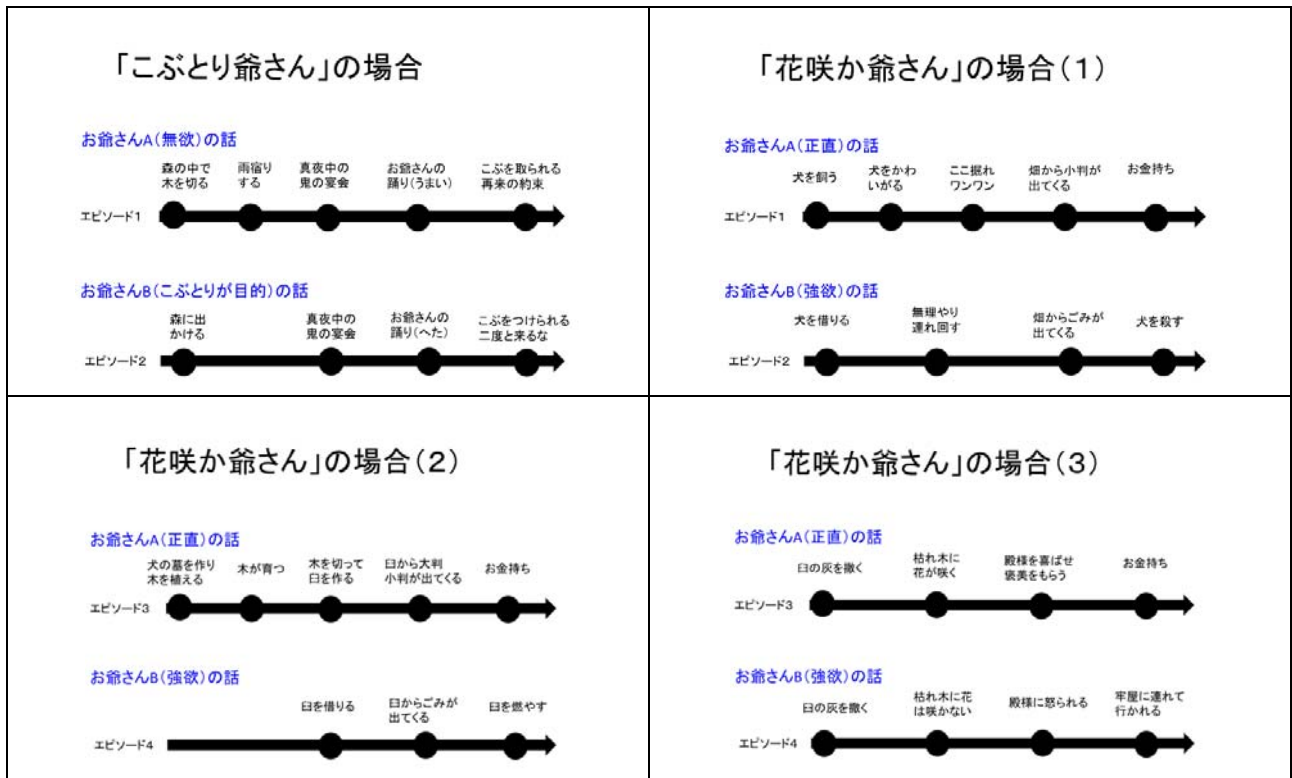 「こぶとり爺さん」の場合
お爺さんA(無欲)の話
森の中で
木を切る
雨宿り
する
真夜中の
鬼の宴会
お爺さんの
踊り(うまい)
こぶを取られる
再来の約束
エピソード1
お爺さんB(こぶとりが目的)の話
森に出
かける
真夜中の
鬼の宴会
お爺さんの
踊り(へた)
こぶをつけられる
二度と来るな
エピソード2
「花咲か爺さん」の場合(1)
お爺さんA(正直)の話
犬を飼う
犬をかわ
いがる
ここ掘れ
ワンワン
畑から小判が
出てくる
お金持ち
エピソード1
お爺さんB(強欲)の話
犬を借りる
無理やり
連れ回す
畑からごみが
出てくる
犬を殺す
エピソード2
「花咲か爺さん」の場合(2)
お爺さんA(正直)の話
犬の墓を作り
木を植える
木が育つ
木を切って
臼を作る
臼から大判
小判が出てくる
お金持ち
エピソード3
お爺さんB(強欲)の話
臼を借りる
臼からごみが
出てくる
臼を燃やす
エピソード4
「花咲か爺さん」の場合(3)
お爺さんA(正直)の話
臼の灰を撒く
枯れ木に
花が咲く
殿様を喜ばせ
褒美をもらう
お金持ち
エピソード3
お爺さんB(強欲)の話
臼の灰を撒く
枯れ木に花
は咲かない
殿様に怒られる
牢屋に連れて
行かれる
エピソード4